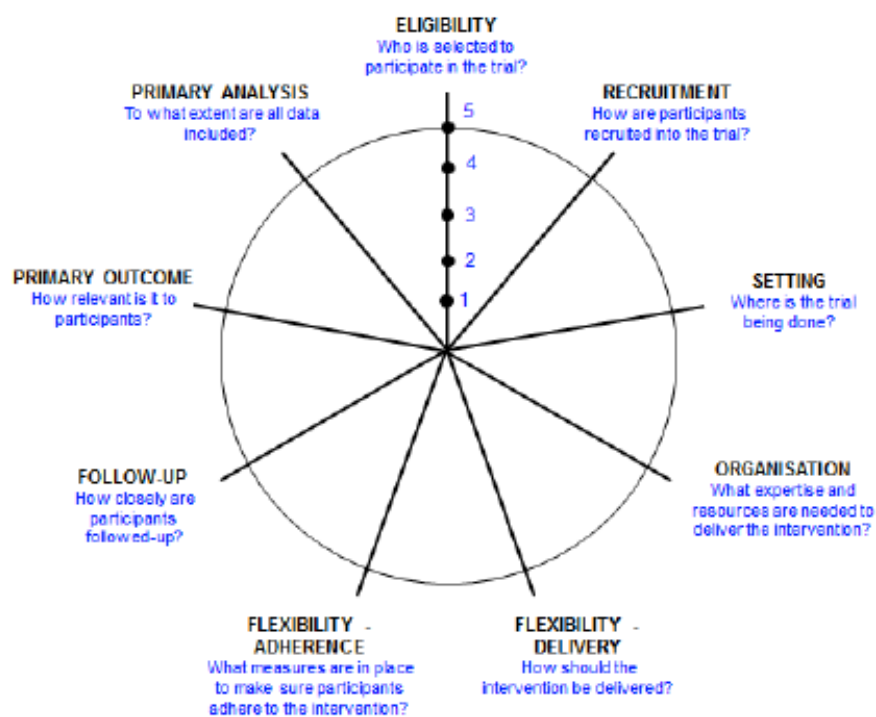 ELIGIBILITY
Who is selected to
participate in the trial?
PRIMARY ANALYSIS
To what extent are all data
included?
RECRUITMENT
How are participants
recruited into the trial?
5
4
3
2
1
PRIMARY OUTCOME
How relevant is it to
participants?
SETTING
Where is the trial
being done?
FOLLOW-UP
How closely are
participants
followed-up?
ORGANISATION
What expertise and
resources are needed to
deliver the intervention?
FLEXIBILITY -
ADHERENCE
What measures are in place
to make sure participants
adhere to the intervention?
FLEXIBILITY -
DELIVERY
How should the
intervention be delivered?